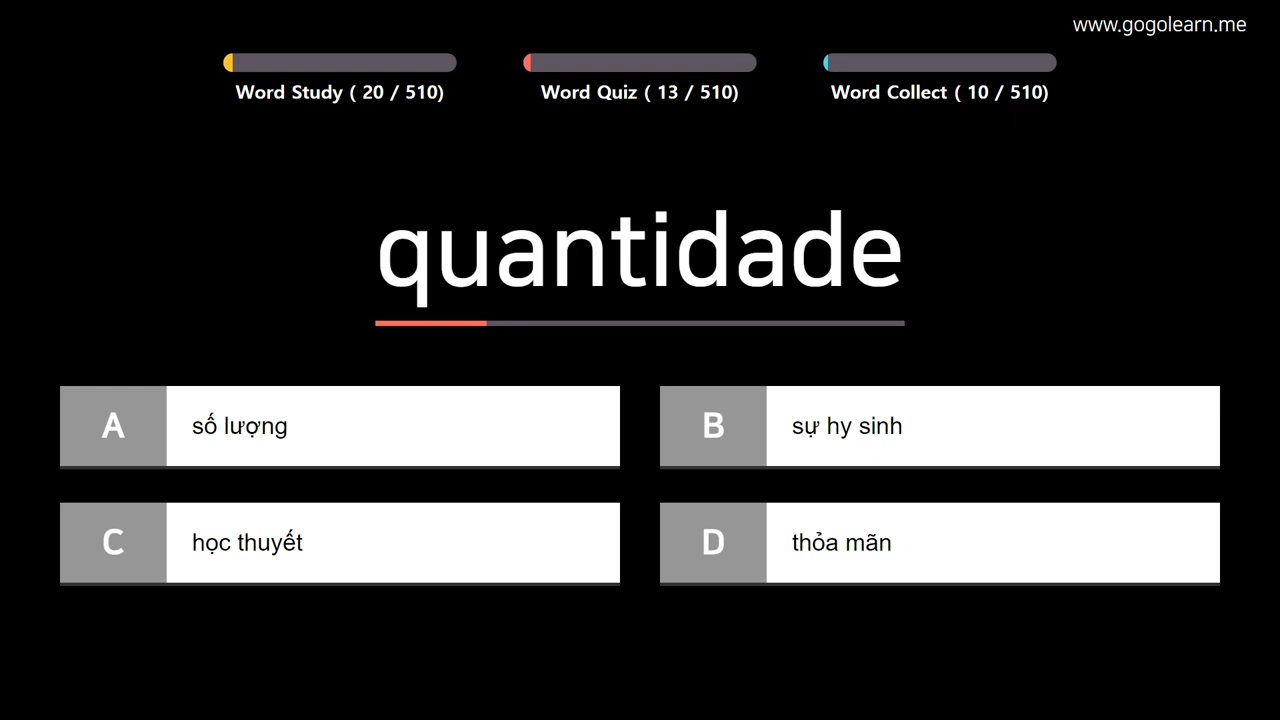 www.gogolearn.me
Word Study ( 20 / 510)
Word Quiz ( 13 / 510)
Word Collect ( 10 / 510)
quantidade
A số lượng
B sự hy sinh
C học thuyết
D thỏa mãn